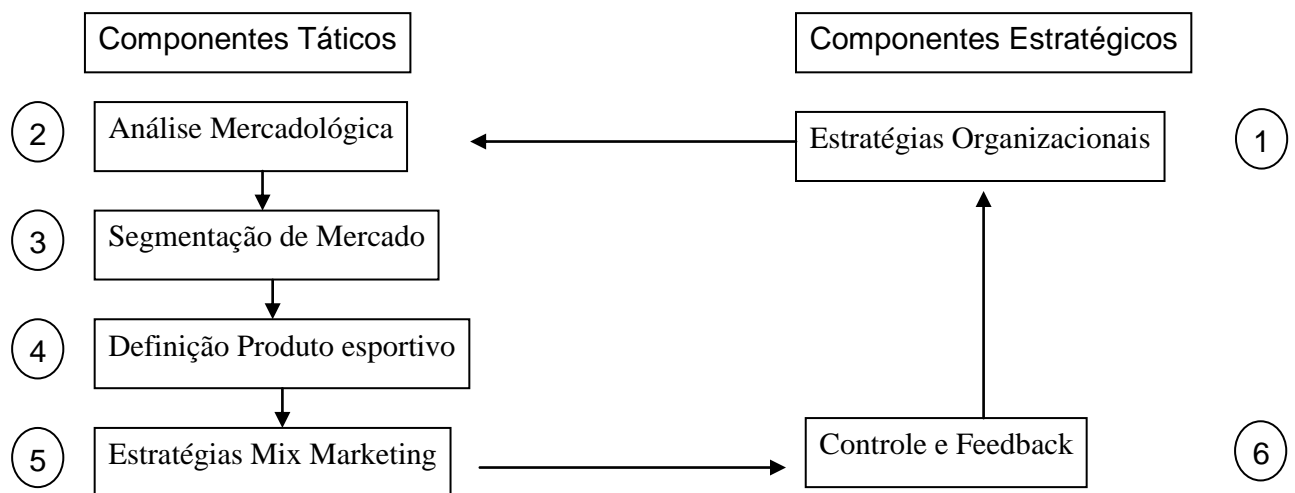 Componentes Táticos
Componentes Estratégicos
2
Análise Mercadológica
Estratégias Organizacionais
1
3
Segmentação de Mercado
4
Definição Produto esportivo
5
Estratégias Mix Marketing
Controle e Feedback
6